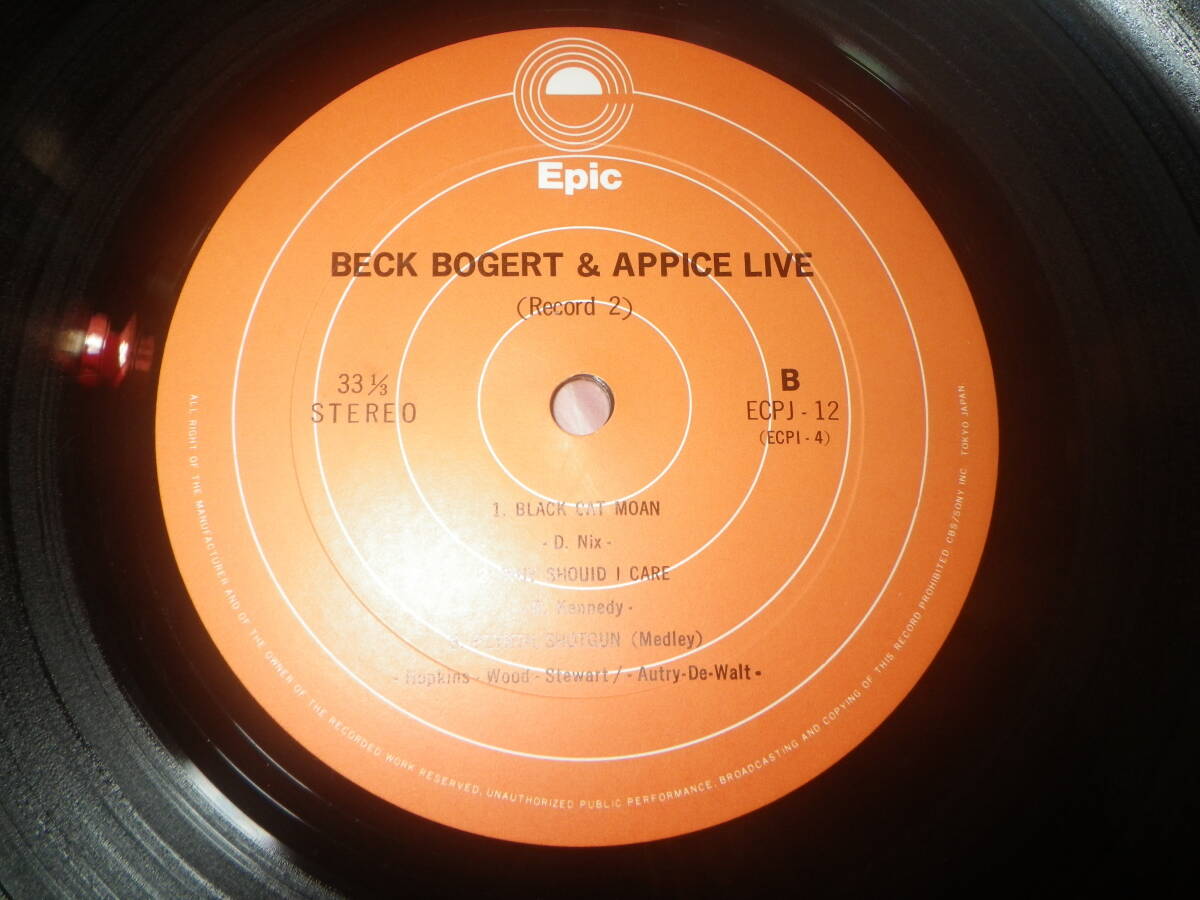 Epic
BECK BOGERT & APPICE LIVE
(Record 2)
33 1/3
STEREO
B
ECPJ - 12
(ECPI - 4)
1. BLACK CAT MOAN
- D. Nix -
SHOUID I CARE
Kennedy -
SHOTGUN (Medley)
- Hopkins - Wood - Stewart / - Autry-De-Walt -
ALL RIGHT OF THE MANUFACTURER AND OF THE OWNER OF THE RECORDED WORK RESERVED, UNAUTHORIZED PUBLIC PERFORMANCE, BROADCASTING AND COPYING OF THIS RECORD PROHIBITED CBS/SONY INC. TOKYO JAPAN